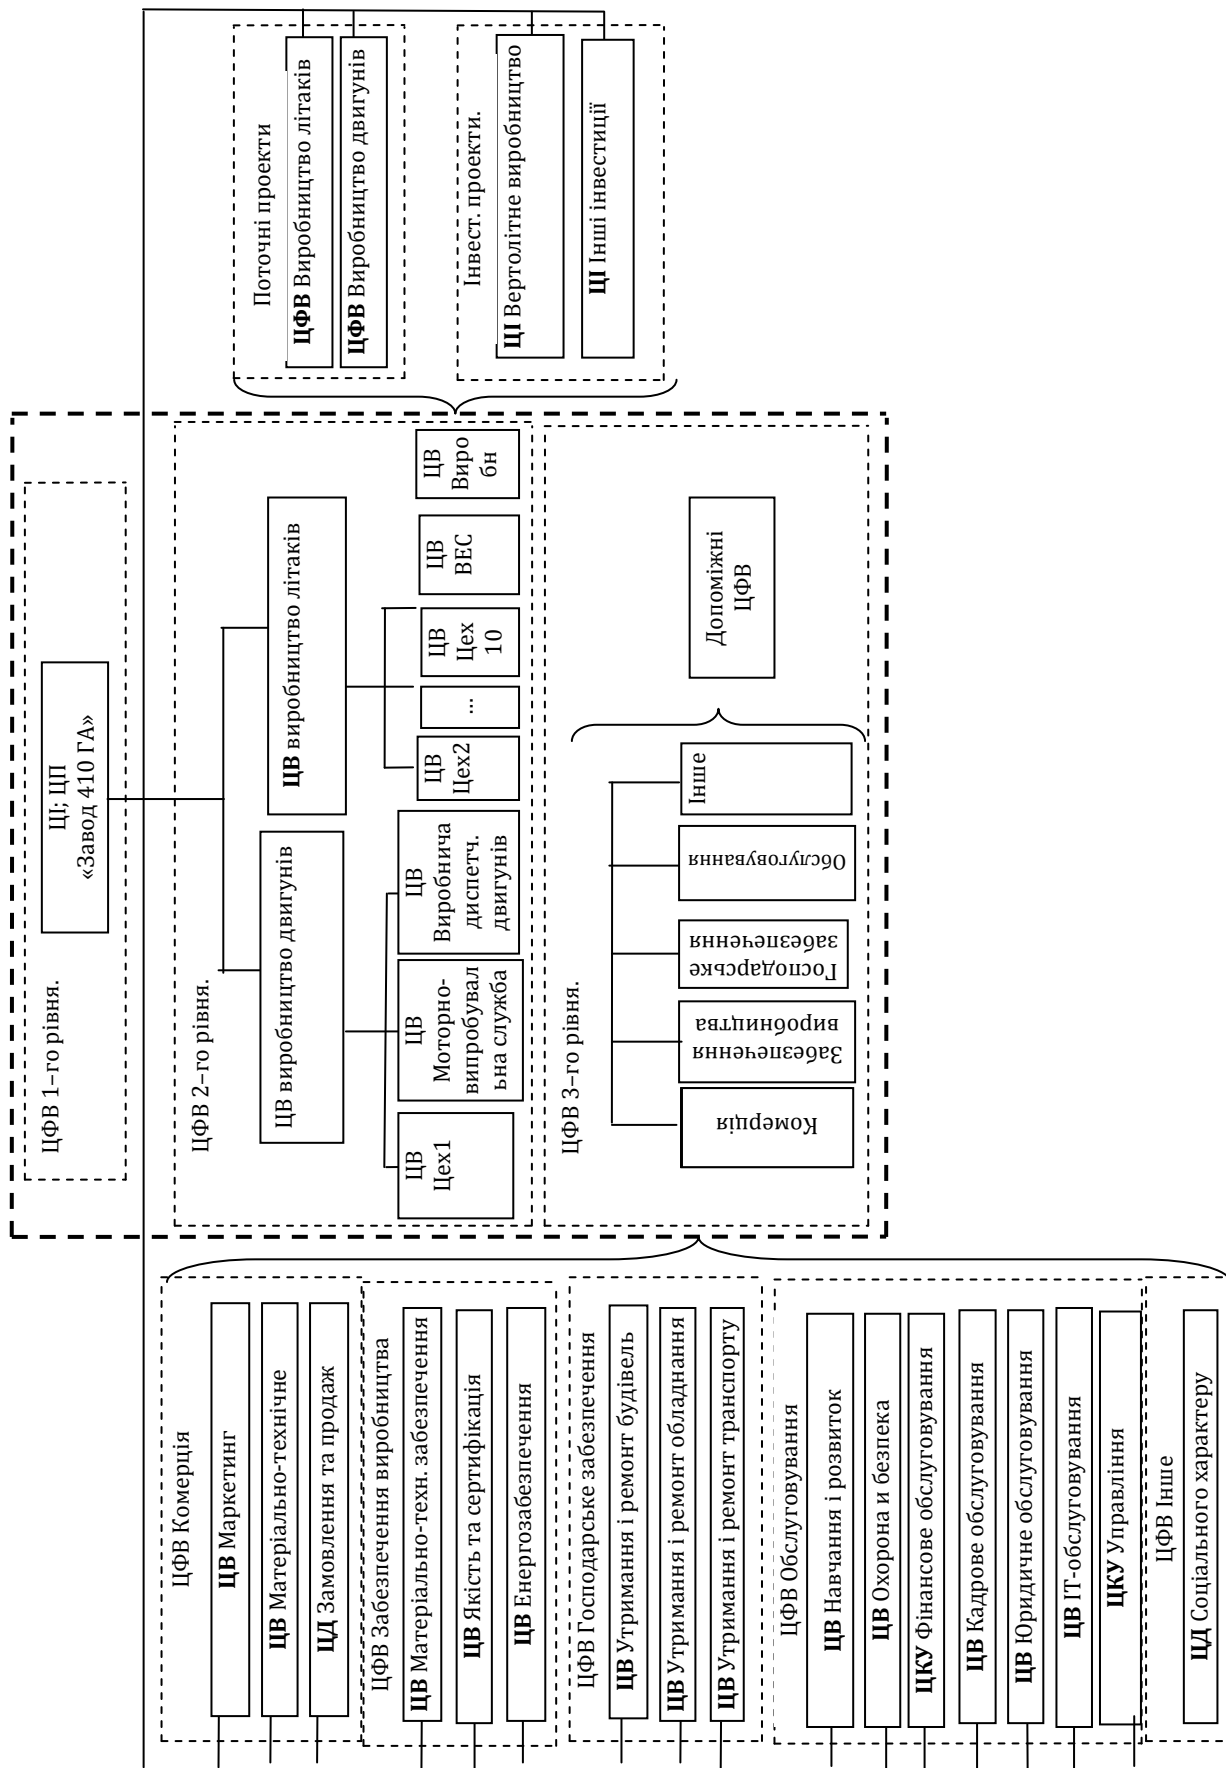 ЦФВ 1–го рівня.
ЦІ; ЦП
«Завод 410 ГА»
ЦФВ 2–го рівня.
ЦВ виробництво двигунів
ЦВ виробництво літаків
ЦВ
Цех1
ЦВ
Моторно-
випробувал
ьна служба
ЦВ
Виробнича
диспетч.
двигунів
ЦВ
Цех2
...
ЦВ
Цех
10
ЦВ
ВЕС
ЦВ
Виро
бн
ЦФВ 3–го рівня.
Комерція
Забезпечення
виробництва
Господарське
забезпечення
Обслуговування
Інше
Допоміжні
ЦФВ
Поточні проекти
ЦФВ Виробництво літаків
ЦФВ Виробництво двигунів
Інвест. проекти.
ЦІ Вертолітне виробництво
ЦІ Інші інвестиції
ЦФВ Комерція
ЦВ Маркетинг
ЦВ Матеріально-технічне
ЦД Замовлення та продаж
ЦФВ Забезпечення виробництва
ЦВ Матеріально-техн. забезпечення
ЦВ Якість та сертифікація
ЦВ Енергозабезпечення
ЦФВ Господарське забезпечення
ЦВ Утримання і ремонт будівель
ЦВ Утримання і ремонт обладнання
ЦВ Утримання і ремонт транспорту
ЦФВ Обслуговування
ЦВ Навчання і розвиток
ЦВ Охорона и безпека
ЦКУ Фінансове обслуговування
ЦВ Кадрове обслуговування
ЦВ Юридичне обслуговування
ЦВ ІТ-обслуговування
ЦКУ Управління
ЦФВ Інше
ЦД Соціального характеру